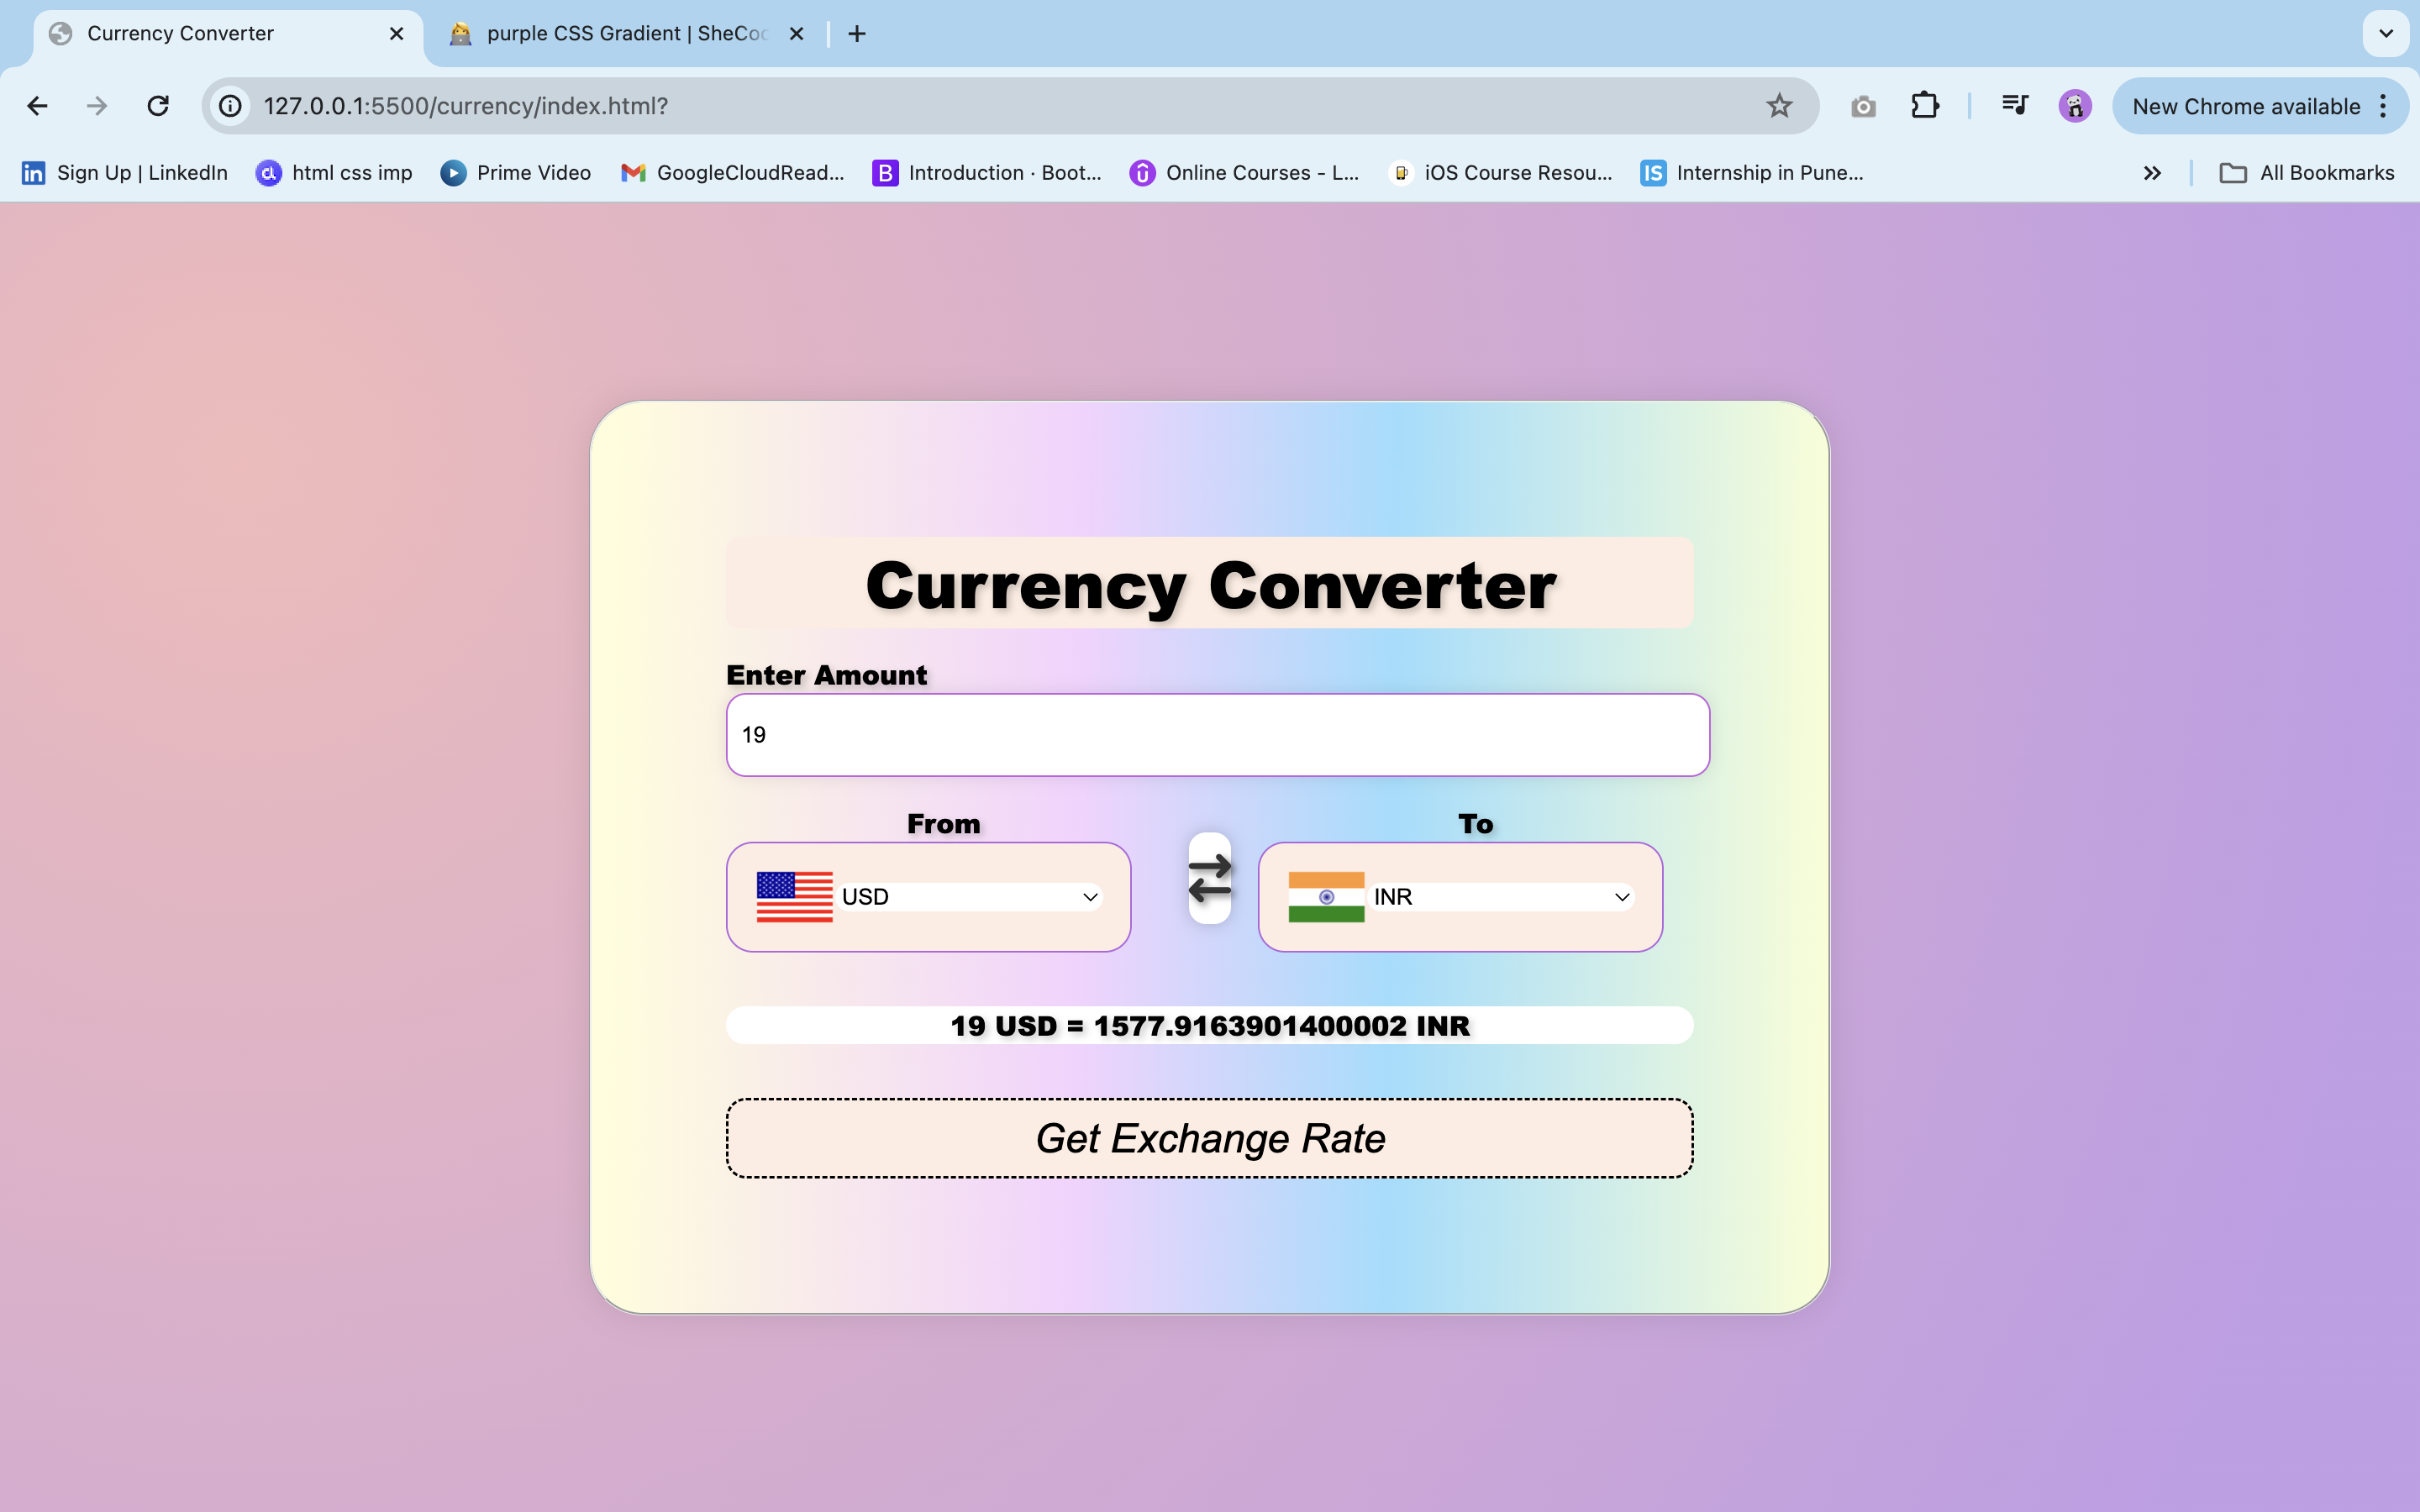 Currency Converter
purple CSS Gradient | SheCod
127.0.0.1:5500/currency/index.html?
New Chrome available
Sign Up | LinkedIn
html css imp
Prime Video
GoogleCloudRead...
B
Introduction · Boot...
Online Courses - L...
iOS Course Resou...
IS
Internship in Pune...
All Bookmarks
Currency Converter
Enter Amount
19
From
To
USD
INR
19 USD = 1577.9163901400002 INR
Get Exchange Rate